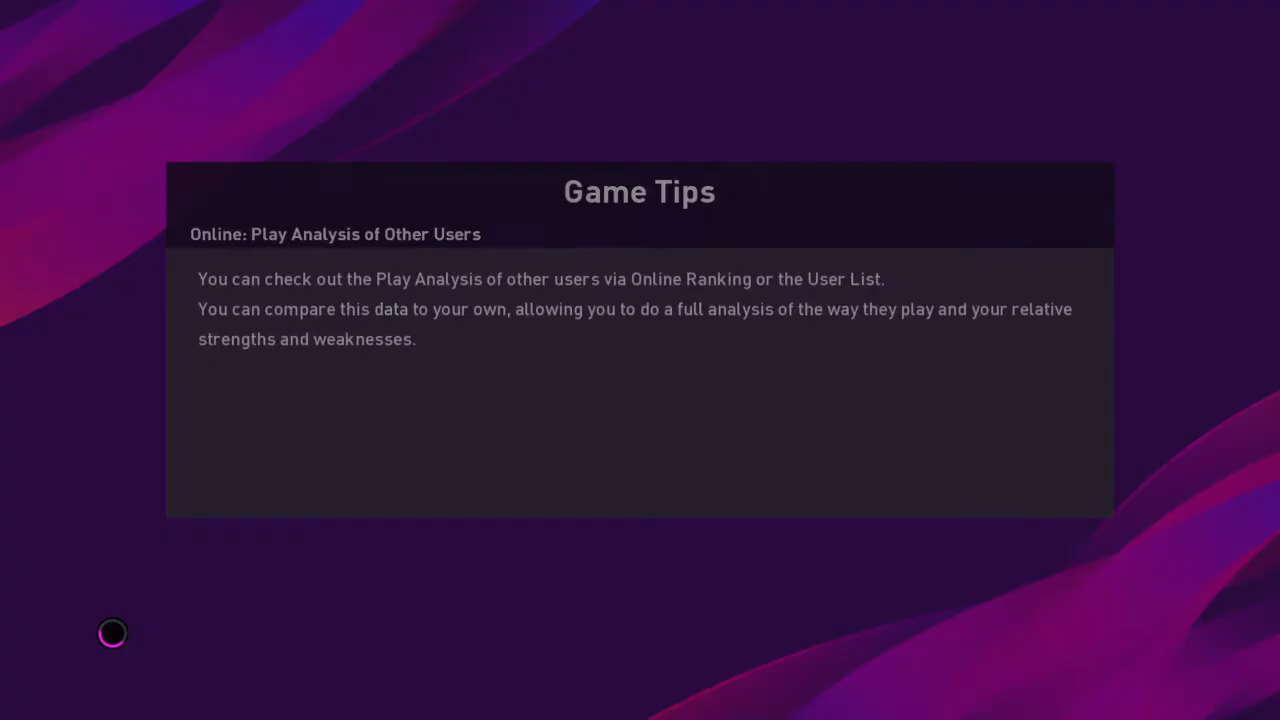 Game Tips
Online: Play Analysis of Other Users
You can check out the Play Analysis of other users via Online Ranking or the User List.
You can compare this data to your own, allowing you to do a full analysis of the way they play and your relative
strengths and weaknesses.